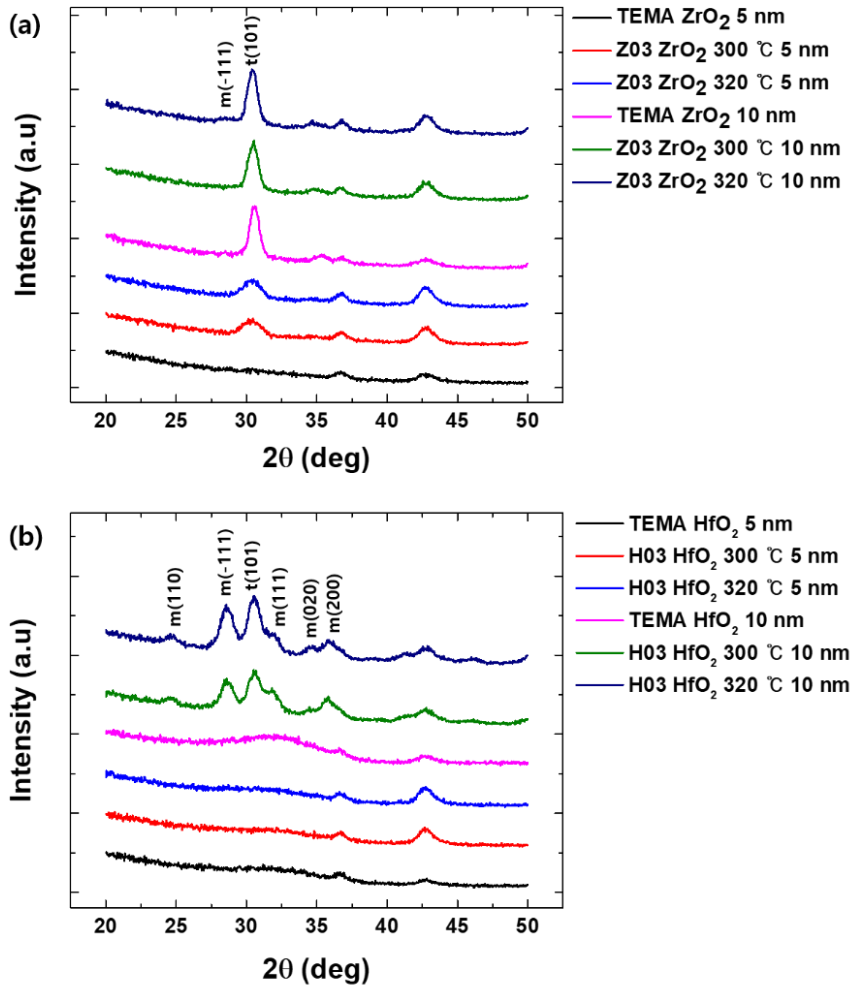 (a)
m(-111)
t(101)
Intensity (a.u)
20 25 30 35 40 45 50
2θ (deg)
TEMA ZrO₂ 5 nm
Z03 ZrO₂ 300 ℃ 5 nm
Z03 ZrO₂ 320 ℃ 5 nm
TEMA ZrO₂ 10 nm
Z03 ZrO₂ 300 ℃ 10 nm
Z03 ZrO₂ 320 ℃ 10 nm
(b)
m(110)
m(-111)
t(101)
m(111)
m(020)
m(200)
Intensity (a.u)
20 25 30 35 40 45 50
2θ (deg)
TEMA HfO₂ 5 nm
H03 HfO₂ 300 ℃ 5 nm
H03 HfO₂ 320 ℃ 5 nm
TEMA HfO₂ 10 nm
H03 HfO₂ 300 ℃ 10 nm
H03 HfO₂ 320 ℃ 10 nm